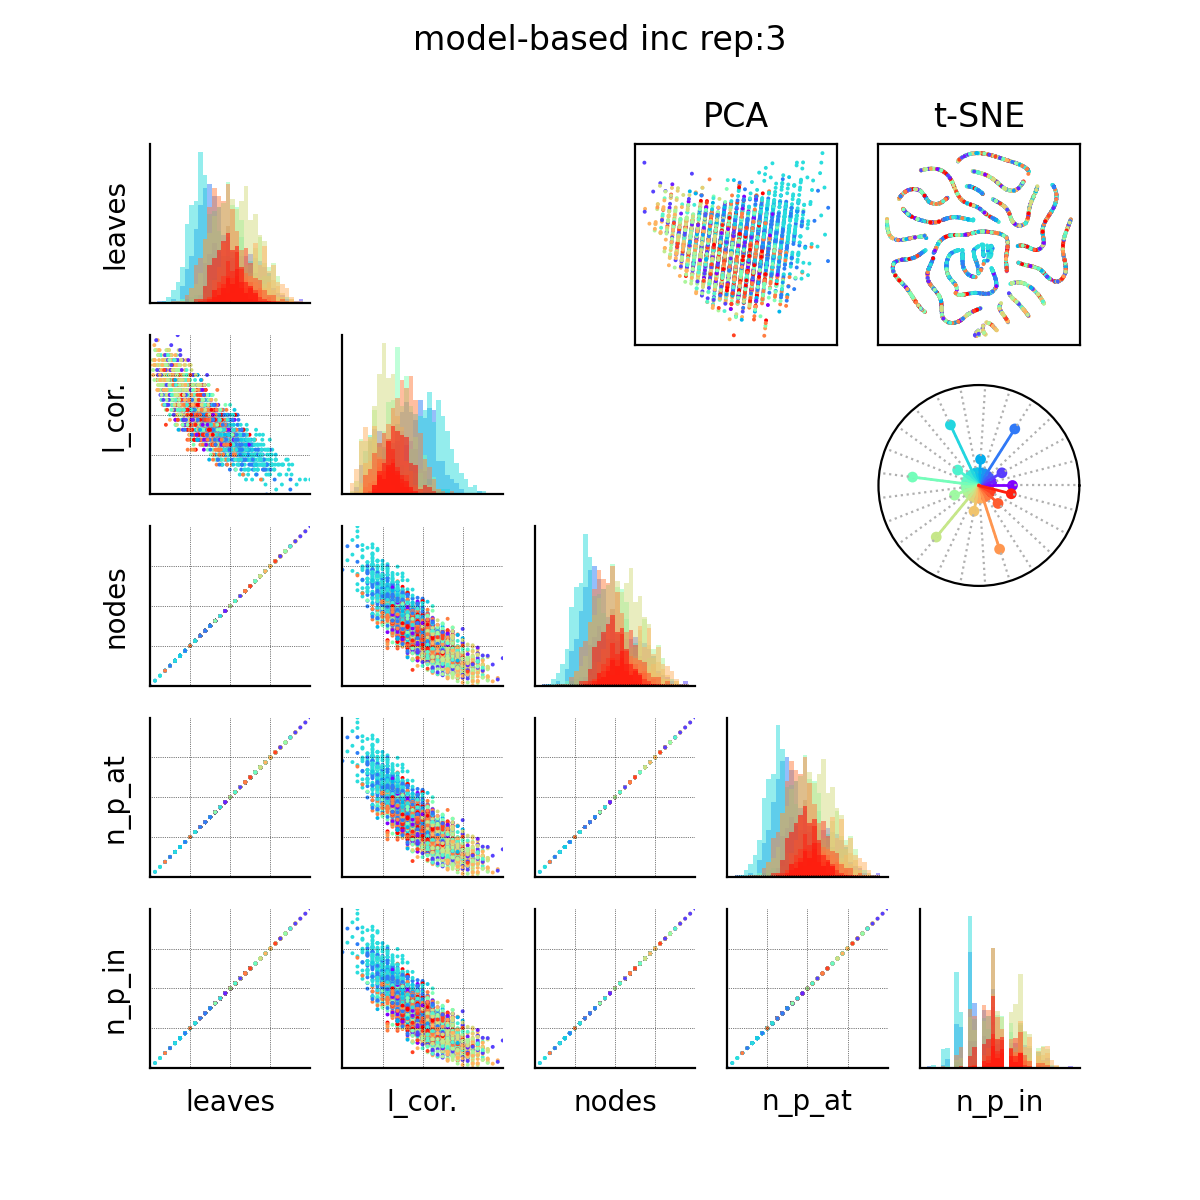 model-based inc rep:3
PCA
t-SNE
leaves
l_cor.
nodes
n_p_at
n_p_in
leaves
l_cor.
nodes
n_p_at
n_p_in